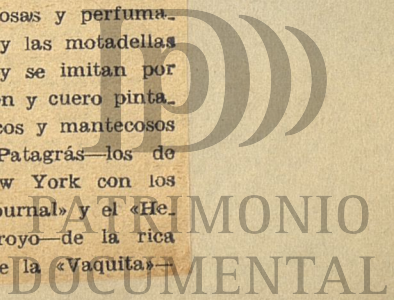 osas y perfuma-
y las motadellas
y se imitan por
n y cuero pinta-
cos y mantecosos
Patagrás—los de
w York con los
ournal» y el «He-
royo—de la rica
e la «Vaquita»—
PATRIMONIO
DOCUMENTAL